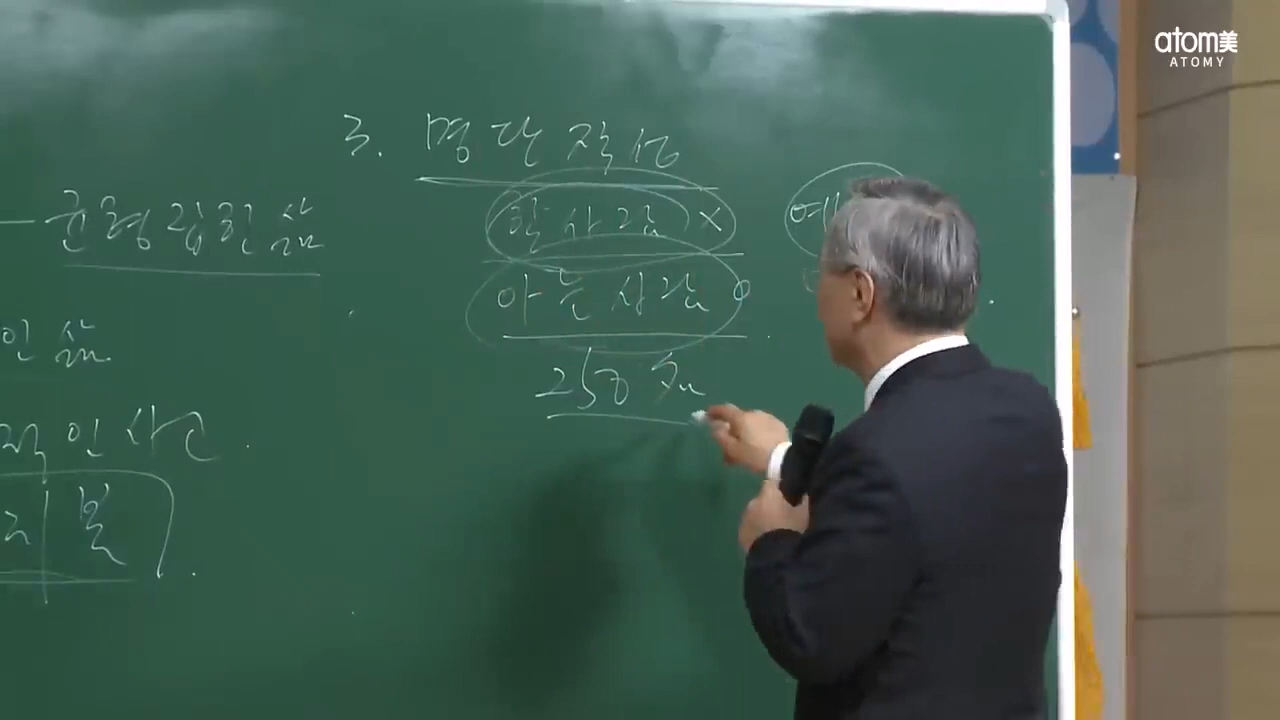 atom美
ATOMY
3. 명단작성
할 사람 X
아는 사람 o
250 명
균형잡힌 삶
인 삶
적인 사고